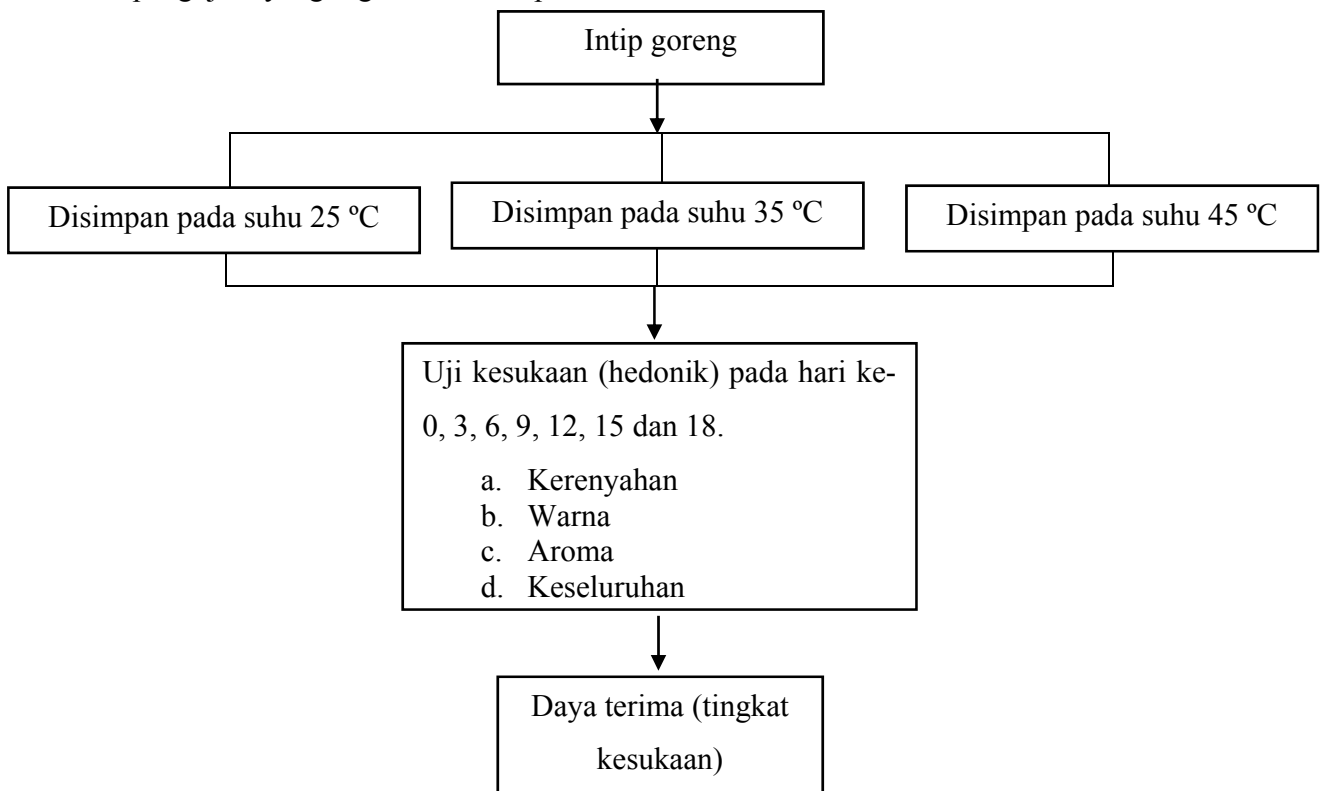 Intip goreng
Disimpan pada suhu 25 ºC
Disimpan pada suhu 35 ºC
Disimpan pada suhu 45 ºC
Uji kesukaan (hedonik) pada hari ke-
0, 3, 6, 9, 12, 15 dan 18.
a. Kerenyahan
b. Warna
c. Aroma
d. Keseluruhan
Daya terima (tingkat
kesukaan)